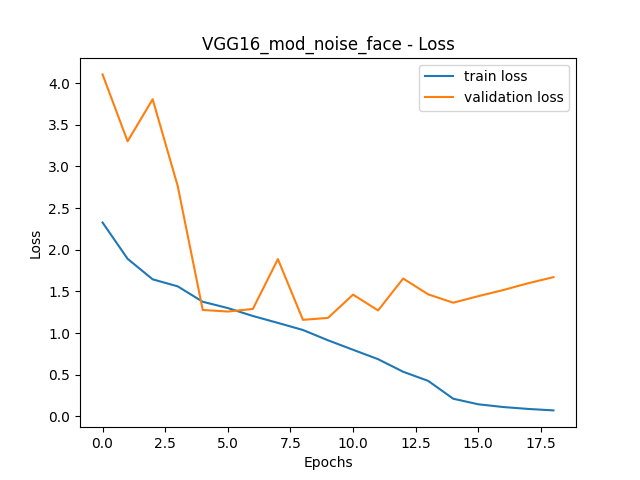 VGG16_mod_noise_face - Loss
train loss
validation loss
4.0
3.5
3.0
2.5
2.0
1.5
1.0
0.5
0.0
Loss
0.0 2.5 5.0 7.5 10.0 12.5 15.0 17.5
Epochs